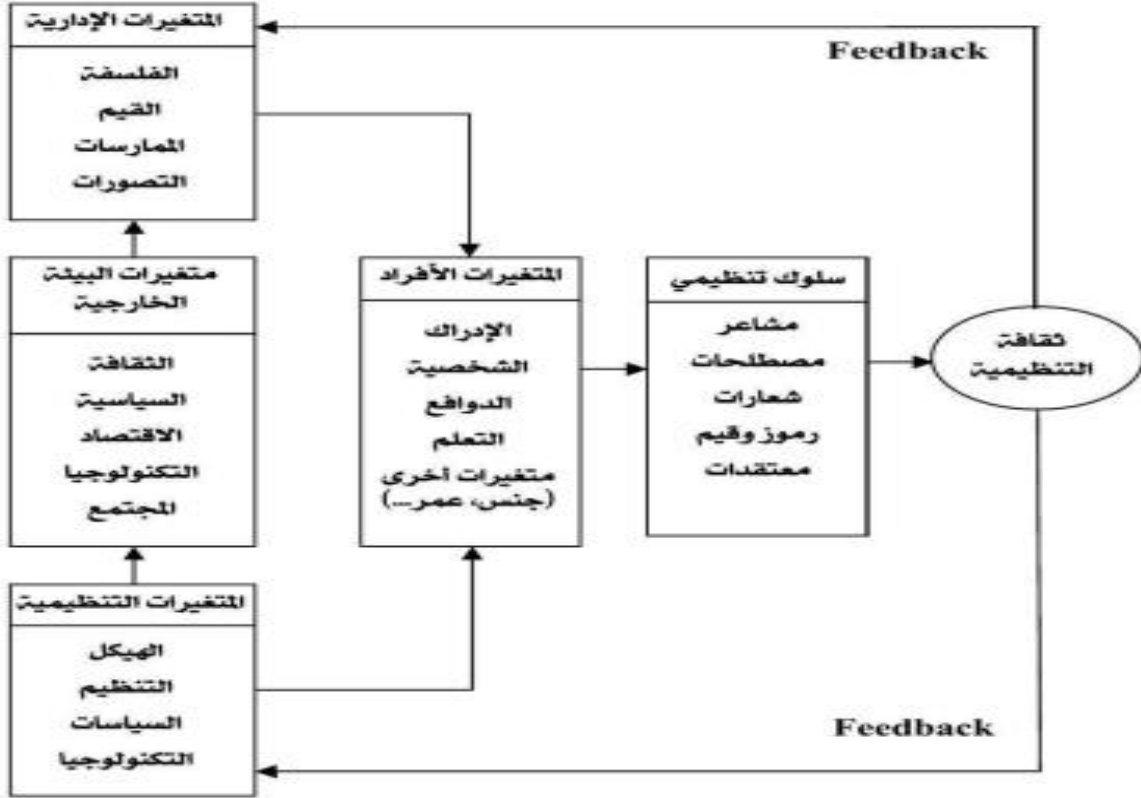 المتغيرات الإدارية
الفلسفة
القيم
الممارسات
التصورات
Feedback
متغيرات البيئة
الخارجية
الثقافة
السياسية
الاقتصاد
التكنولوجيا
المجتمع
المتغيرات الأفراد
الإدراك
الشخصية
الدوافع
التعلم
متغيرات أخرى
(جنس، عمر...)
سلوك تنظيمي
مشاعر
مصطلحات
شعارات
رموز وقيم
معتقدات
ثقافة
التنظيمية
المتغيرات التنظيمية
الهيكل
التنظيم
السياسات
التكنولوجيا
Feedback